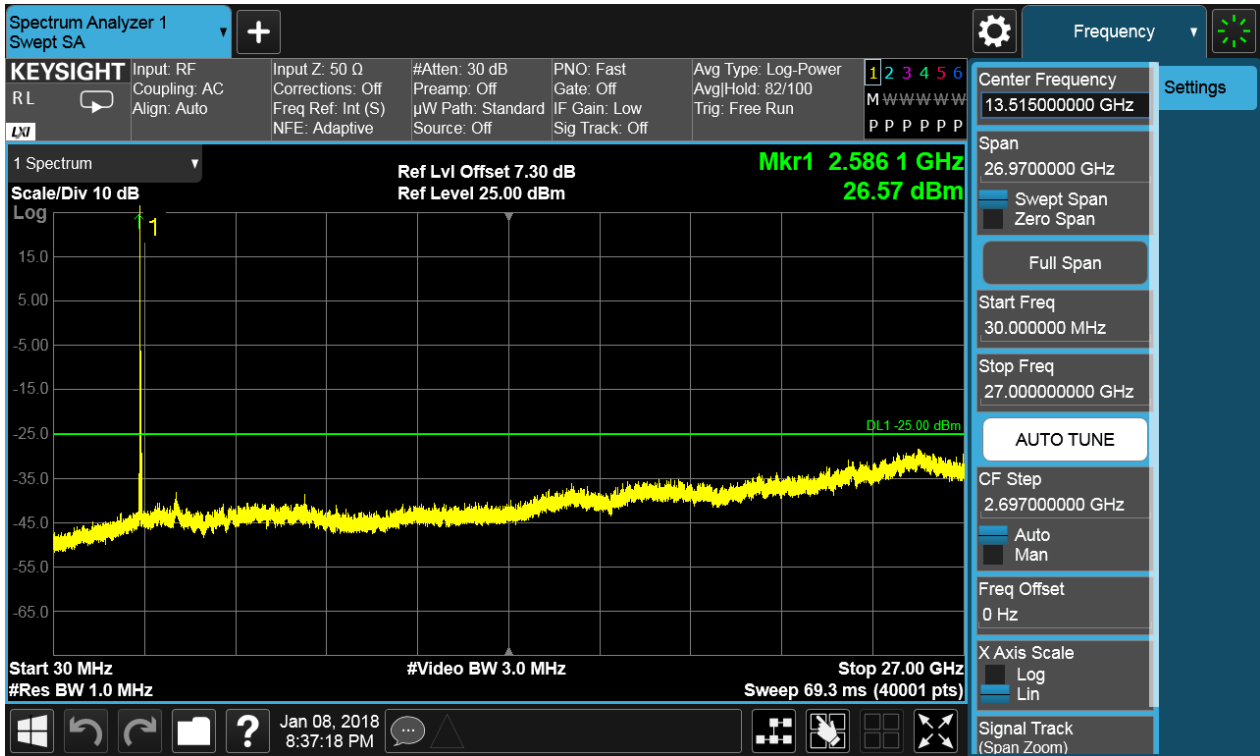 Spectrum Analyzer 1
Swept SA
Frequency
KEYSIGHT
R L
LXI
Input: RF
Coupling: AC
Align: Auto
Input Z: 50 Ω
Corrections: Off
Freq Ref: Int (S)
NFE: Adaptive
#Atten: 30 dB
Preamp: Off
µW Path: Standard
Source: Off
PNO: Fast
Gate: Off
IF Gain: Low
Sig Track: Off
Avg Type: Log-Power
Avg|Hold: 82/100
Trig: Free Run
1 2 3 4 5 6
M W W W W W
P P P P P P
1 Spectrum
Scale/Div 10 dB
Log
Ref Lvl Offset 7.30 dB
Ref Level 25.00 dBm
Mkr1 2.586 1 GHz
26.57 dBm
1
15.0
5.00
-5.00
-15.0
-25.0
DL1 -25.00 dBm
-35.0
-45.0
-55.0
-65.0
Start 30 MHz
#Video BW 3.0 MHz
Stop 27.00 GHz
#Res BW 1.0 MHz
Sweep 69.3 ms (40001 pts)
Center Frequency
13.515000000 GHz
Span
26.9700000 GHz
Swept Span
Zero Span
Full Span
Start Freq
30.000000 MHz
Stop Freq
27.000000000 GHz
AUTO TUNE
CF Step
2.697000000 GHz
Auto
Man
Freq Offset
0 Hz
X Axis Scale
Log
Lin
Signal Track
(Span Zoom)
Settings
?
Jan 08, 2018
8:37:18 PM